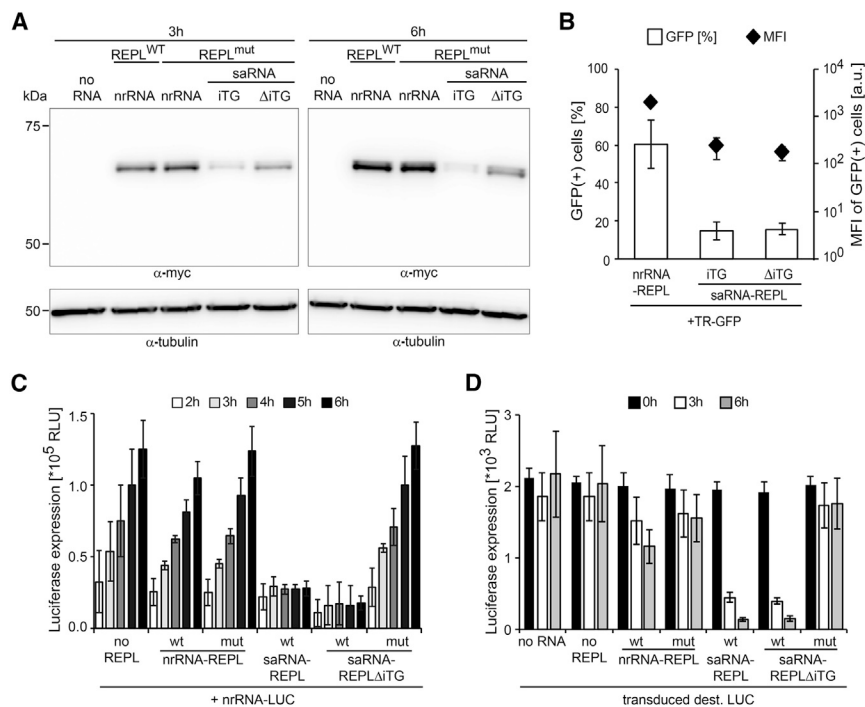 A
3h
6h
REPL^WT
REPL^mut
REPL^WT
REPL^mut
saRNA
saRNA
no RNA
nrRNA
nrRNA
iTG
ΔiTG
no RNA
nrRNA
nrRNA
iTG
ΔiTG
kDa
75
50
α-myc
α-myc
50
α-tubulin
α-tubulin
B
GFP [%]
MFI
GFP(+) cells [%]
100
80
60
40
20
0
MFI of GFP(+) cells [a.u.]
10^4
10^3
10^2
10^1
10^0
nrRNA -REPL
iTG
ΔiTG
saRNA-REPL
+TR-GFP
C
2h 3h 4h 5h 6h
Luciferase expression [*10^5 RLU]
1.5
1.0
0.5
0.0
no REPL
wt
mut
nrRNA-REPL
wt
saRNA-REPL
wt
mut
saRNA-REPLΔiTG
+ nrRNA-LUC
D
0h 3h 6h
Luciferase expression [*10^3 RLU]
3
2
1
0
no RNA
no REPL
wt
mut
nrRNA-REPL
wt
saRNA-REPL
wt
mut
saRNA-REPLΔiTG
transduced dest. LUC